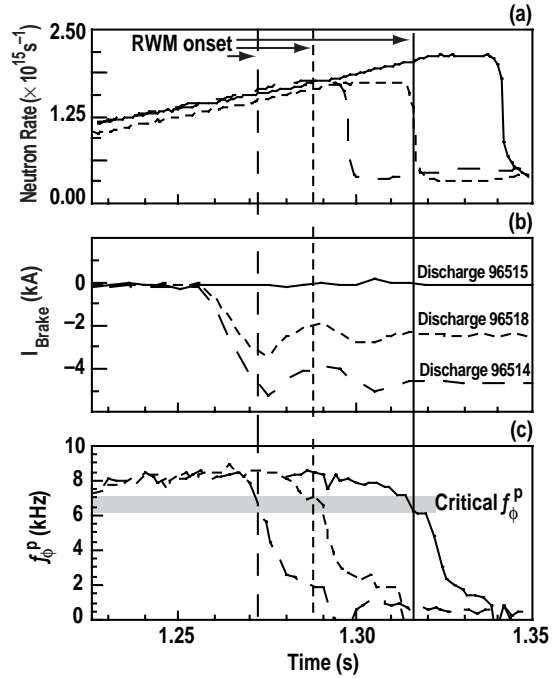 (a)
2.50
RWM onset
1.25
0.00
Neutron Rate (× 10¹⁵ s⁻¹)
(b)
0
−2
−4
I_Brake (kA)
Discharge 96515
Discharge 96518
Discharge 96514
(c)
10
8
6
4
2
0
f_ϕ^p (kHz)
Critical f_ϕ^p
1.25
1.30
1.35
Time (s)